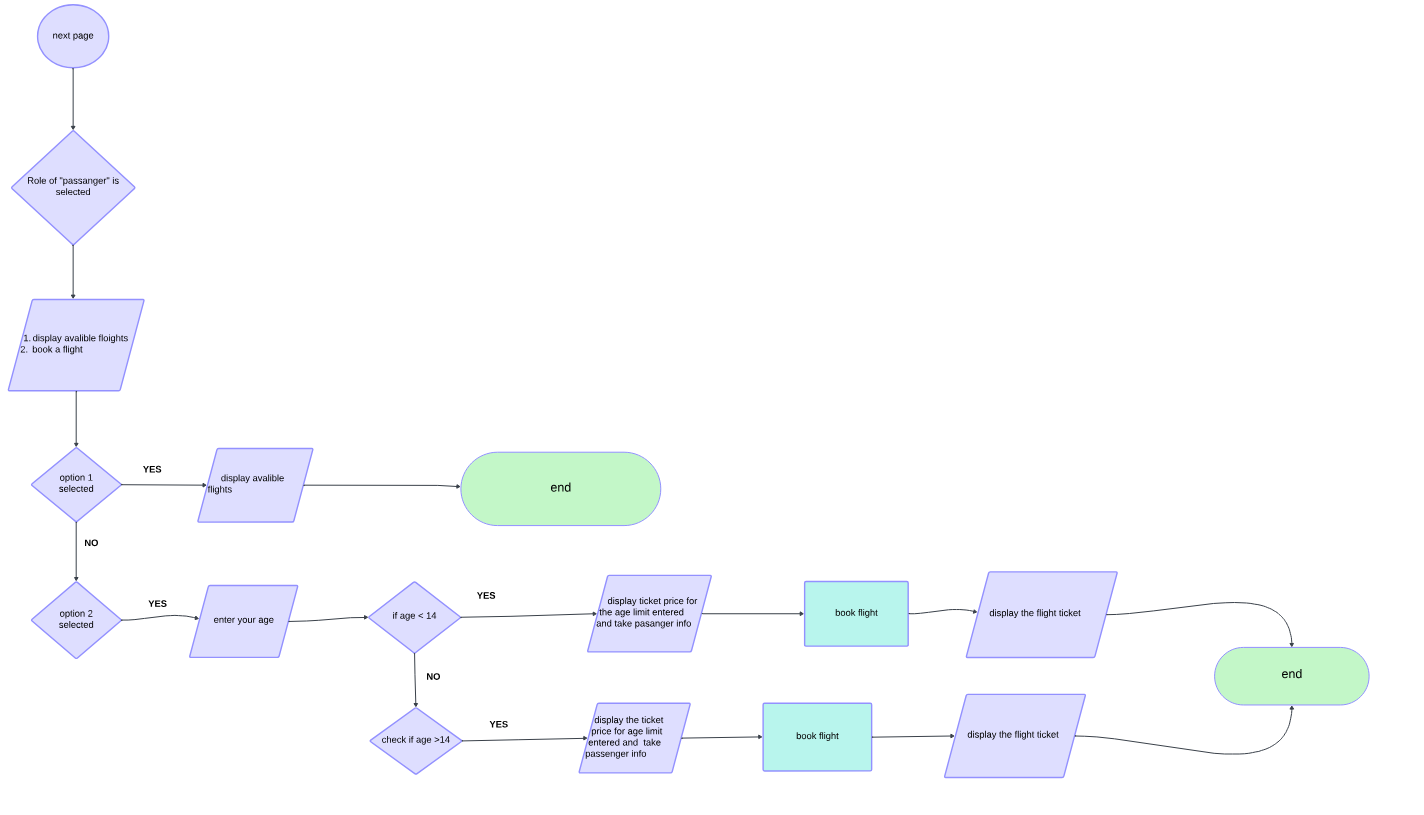 next page
Role of "passanger" is
selected
1. display avalible floights
2. book a flight
option 1
selected
YES
display avalible
flights
end
NO
option 2
selected
YES
enter your age
if age < 14
YES
display ticket price for
the age limit entered
and take pasanger info
book flight
display the flight ticket
end
NO
check if age >14
YES
display the ticket
price for age limit
entered and take
passenger info
book flight
display the flight ticket